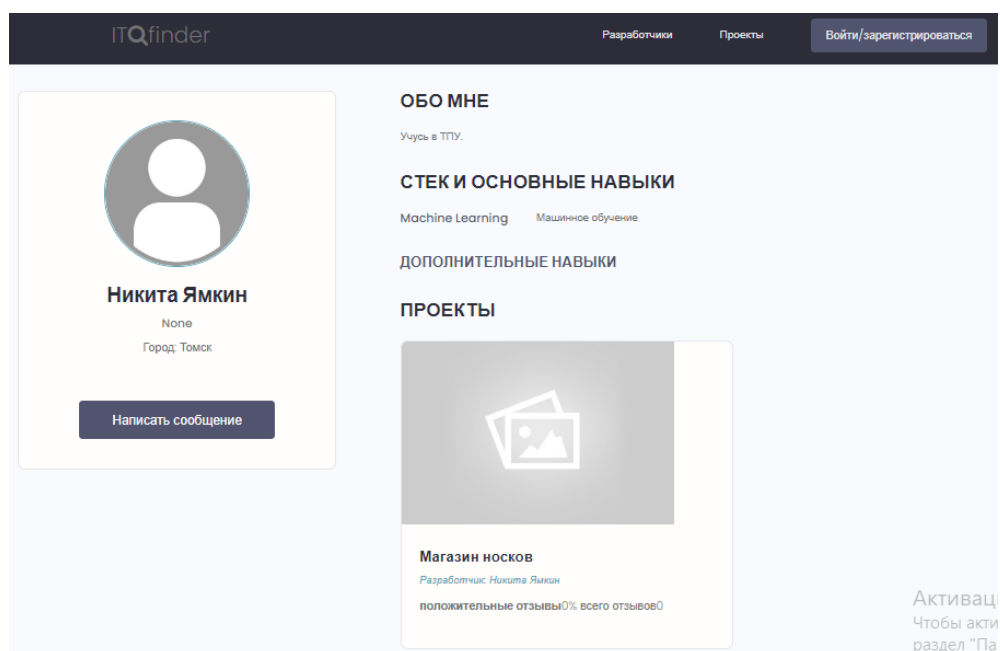 ITQfinder
Разработчики
Проекты
Войти/зарегистрироваться
Никита Ямкин
None
Город: Томск
Написать сообщение
ОБО МНЕ
Учусь в ТПУ.
СТЕК И ОСНОВНЫЕ НАВЫКИ
Machine Learning Машинное обучение
ДОПОЛНИТЕЛЬНЫЕ НАВЫКИ
ПРОЕКТЫ
Магазин носков
Разработчик: Никита Ямкин
положительные отзывы0% всего отзывов0
Активац
Чтобы акти
раздел "Па